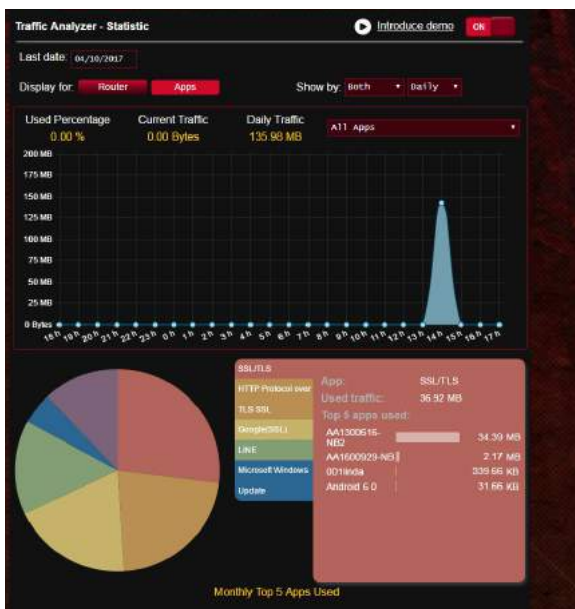 Traffic Analyzer - Statistic
Introduce demo
ON
Last date: 04/10/2017
Display for: Router Apps
Show by: Both Daily
Used Percentage
0.00 %
Current Traffic
0.00 Bytes
Daily Traffic
135.98 MB
All Apps
200 MB
175 MB
150 MB
125 MB
100 MB
75 MB
50 MB
25 MB
0 Bytes
18 h 19 h 20 h 21 h 22 h 23 h 0 h 1 h 2 h 3 h 4 h 5 h 6 h 7 h 8 h 9 h 10 h 11 h 12 h 13 h 14 h 15 h 16 h 17 h
SSL/TLS
HTTP Protocol over
TLS SSL
Google(SSL)
LINE
Microsoft Windows
Update
App: SSL/TLS
Used traffic: 36.92 MB
Top 5 apps used:
AA1300616-
NB2
34.39 MB
AA1600929-NB 2.17 MB
001linda 339.66 KB
Android 6.0 31.66 KB
Monthly Top 5 Apps Used